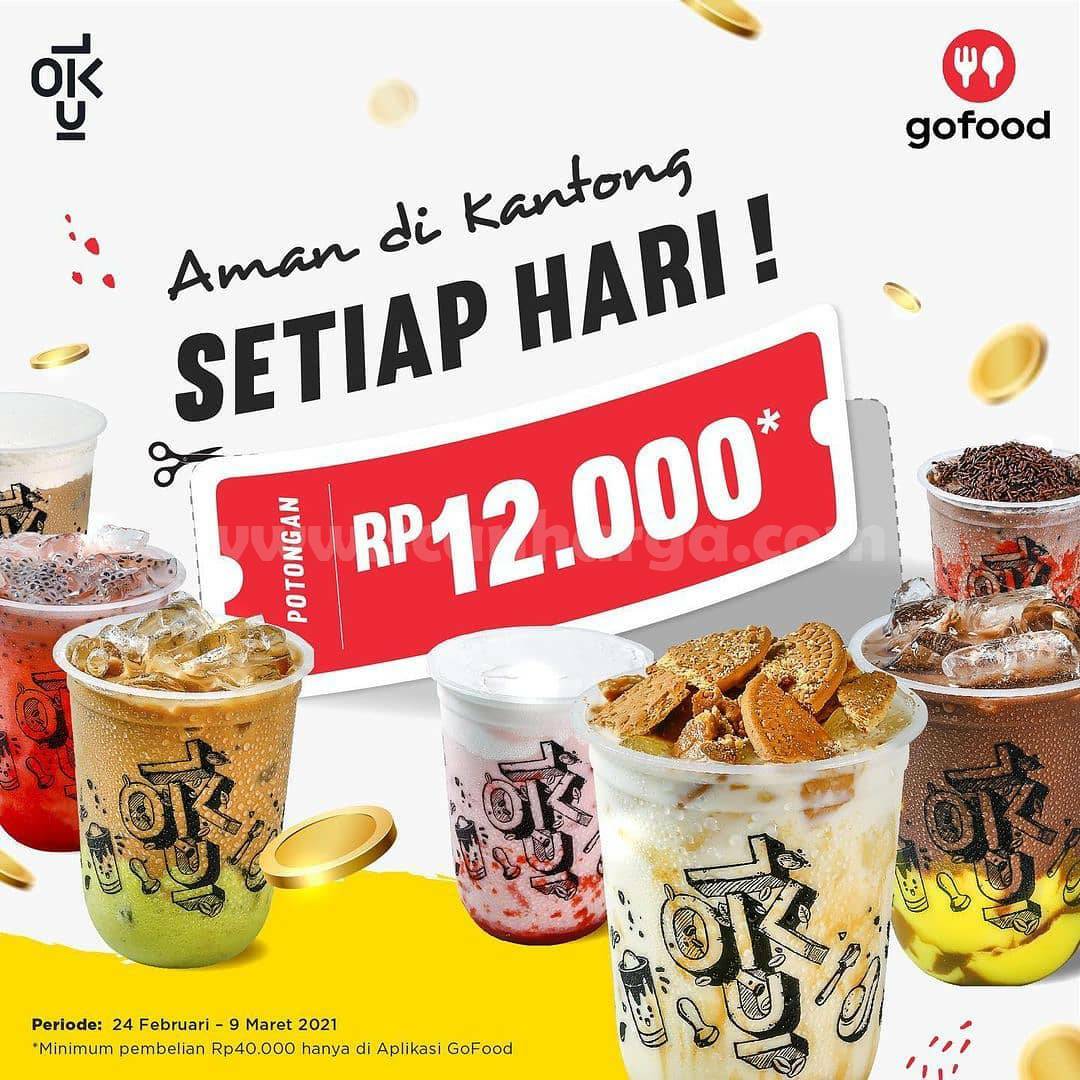 gofood
Aman di Kantong
SETIAP HARI !
POTONGAN
RP12.000*
Periode: 24 Februari – 9 Maret 2021
*Minimum pembelian Rp40.000 hanya di Aplikasi GoFood